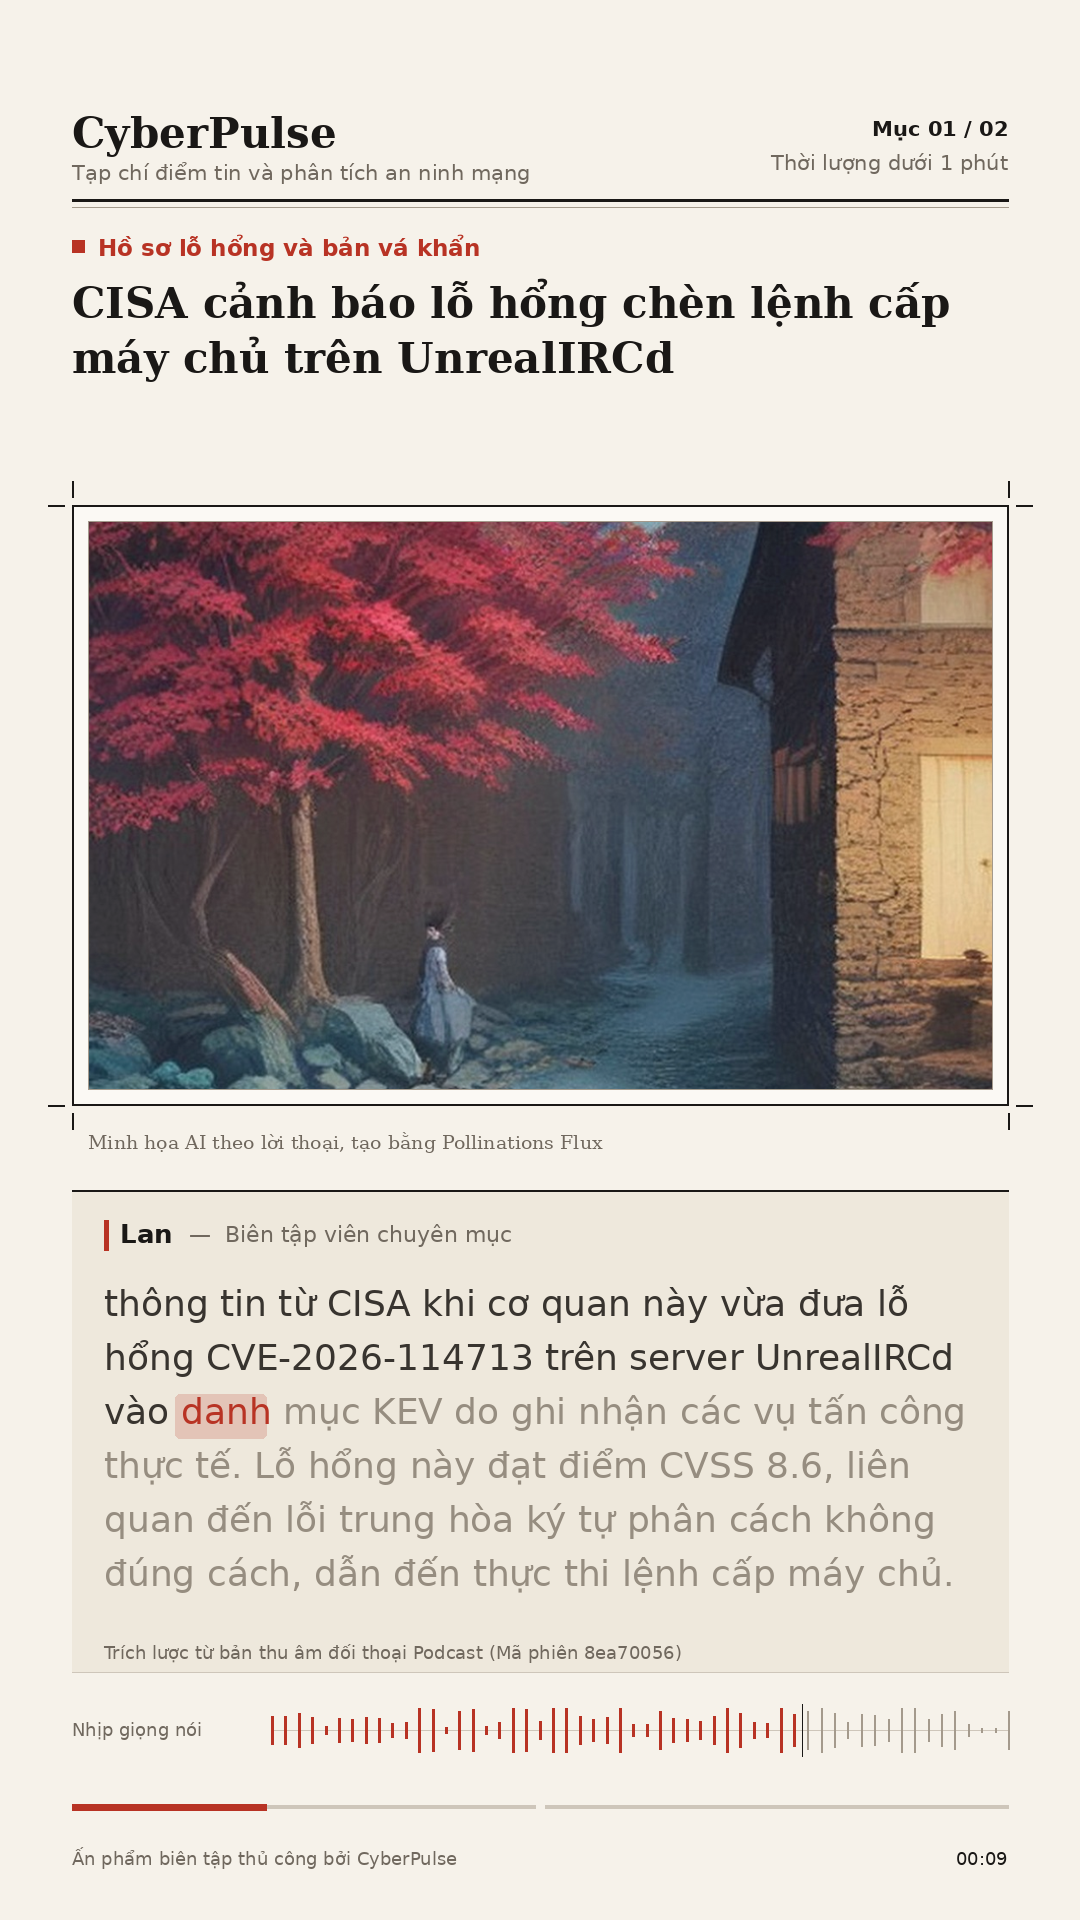 CyberPulse
Mục 01 / 02
Tạp chí điểm tin và phân tích an ninh mạng
Thời lượng dưới 1 phút
Hồ sơ lỗ hổng và bản vá khẩn
CISA cảnh báo lỗ hổng chèn lệnh cấp
máy chủ trên UnrealIRCd
Minh họa AI theo lời thoại, tạo bằng Pollinations Flux
Lan — Biên tập viên chuyên mục
thông tin từ CISA khi cơ quan này vừa đưa lỗ
hổng CVE-2026-114713 trên server UnrealIRCd
vào danh mục KEV do ghi nhận các vụ tấn công
thực tế. Lỗ hổng này đạt điểm CVSS 8.6, liên
quan đến lỗi trung hòa ký tự phân cách không
đúng cách, dẫn đến thực thi lệnh cấp máy chủ.
Trích lược từ bản thu âm đối thoại Podcast (Mã phiên 8ea70056)
Nhịp giọng nói
Ấn phẩm biên tập thủ công bởi CyberPulse
00:09